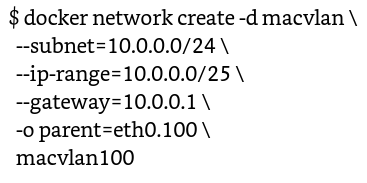 $ docker network create -d macvlan \
--subnet=10.0.0.0/24 \
--ip-range=10.0.0.0/25 \
--gateway=10.0.0.1 \
-o parent=eth0.100 \
macvlan100